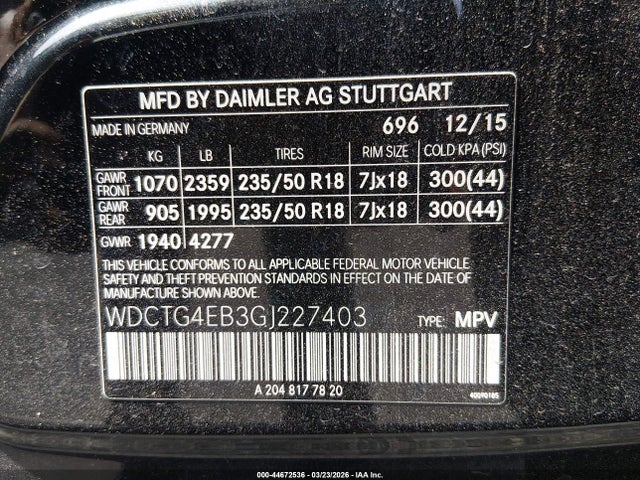 MFD BY DAIMLER AG STUTTGART
MADE IN GERMANY 696 12/15
KG LB TIRES RIM SIZE COLD KPA (PSI)
GAWR FRONT 1070 2359 235/50 R18 7Jx18 300(44)
GAWR REAR 905 1995 235/50 R18 7Jx18 300(44)
GVWR 1940 4277
THIS VEHICLE CONFORMS TO ALL APPLICABLE FEDERAL MOTOR VEHICLE
SAFETY AND THEFT PREVENTION STANDARDS IN EFFECT ON THE DATE
OF MANUFACTURE SHOWN ABOVE.
WDCTG4EB3GJ227403 TYPE: MPV
A 204 817 78 20
000-44672536 - 03/23/2026 - IAA Inc.